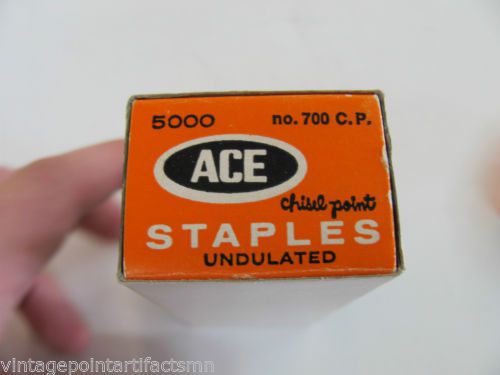 5000 no. 700 C.P.
ACE
chisel point
STAPLES
UNDULATED
vintagepointartifactsmn